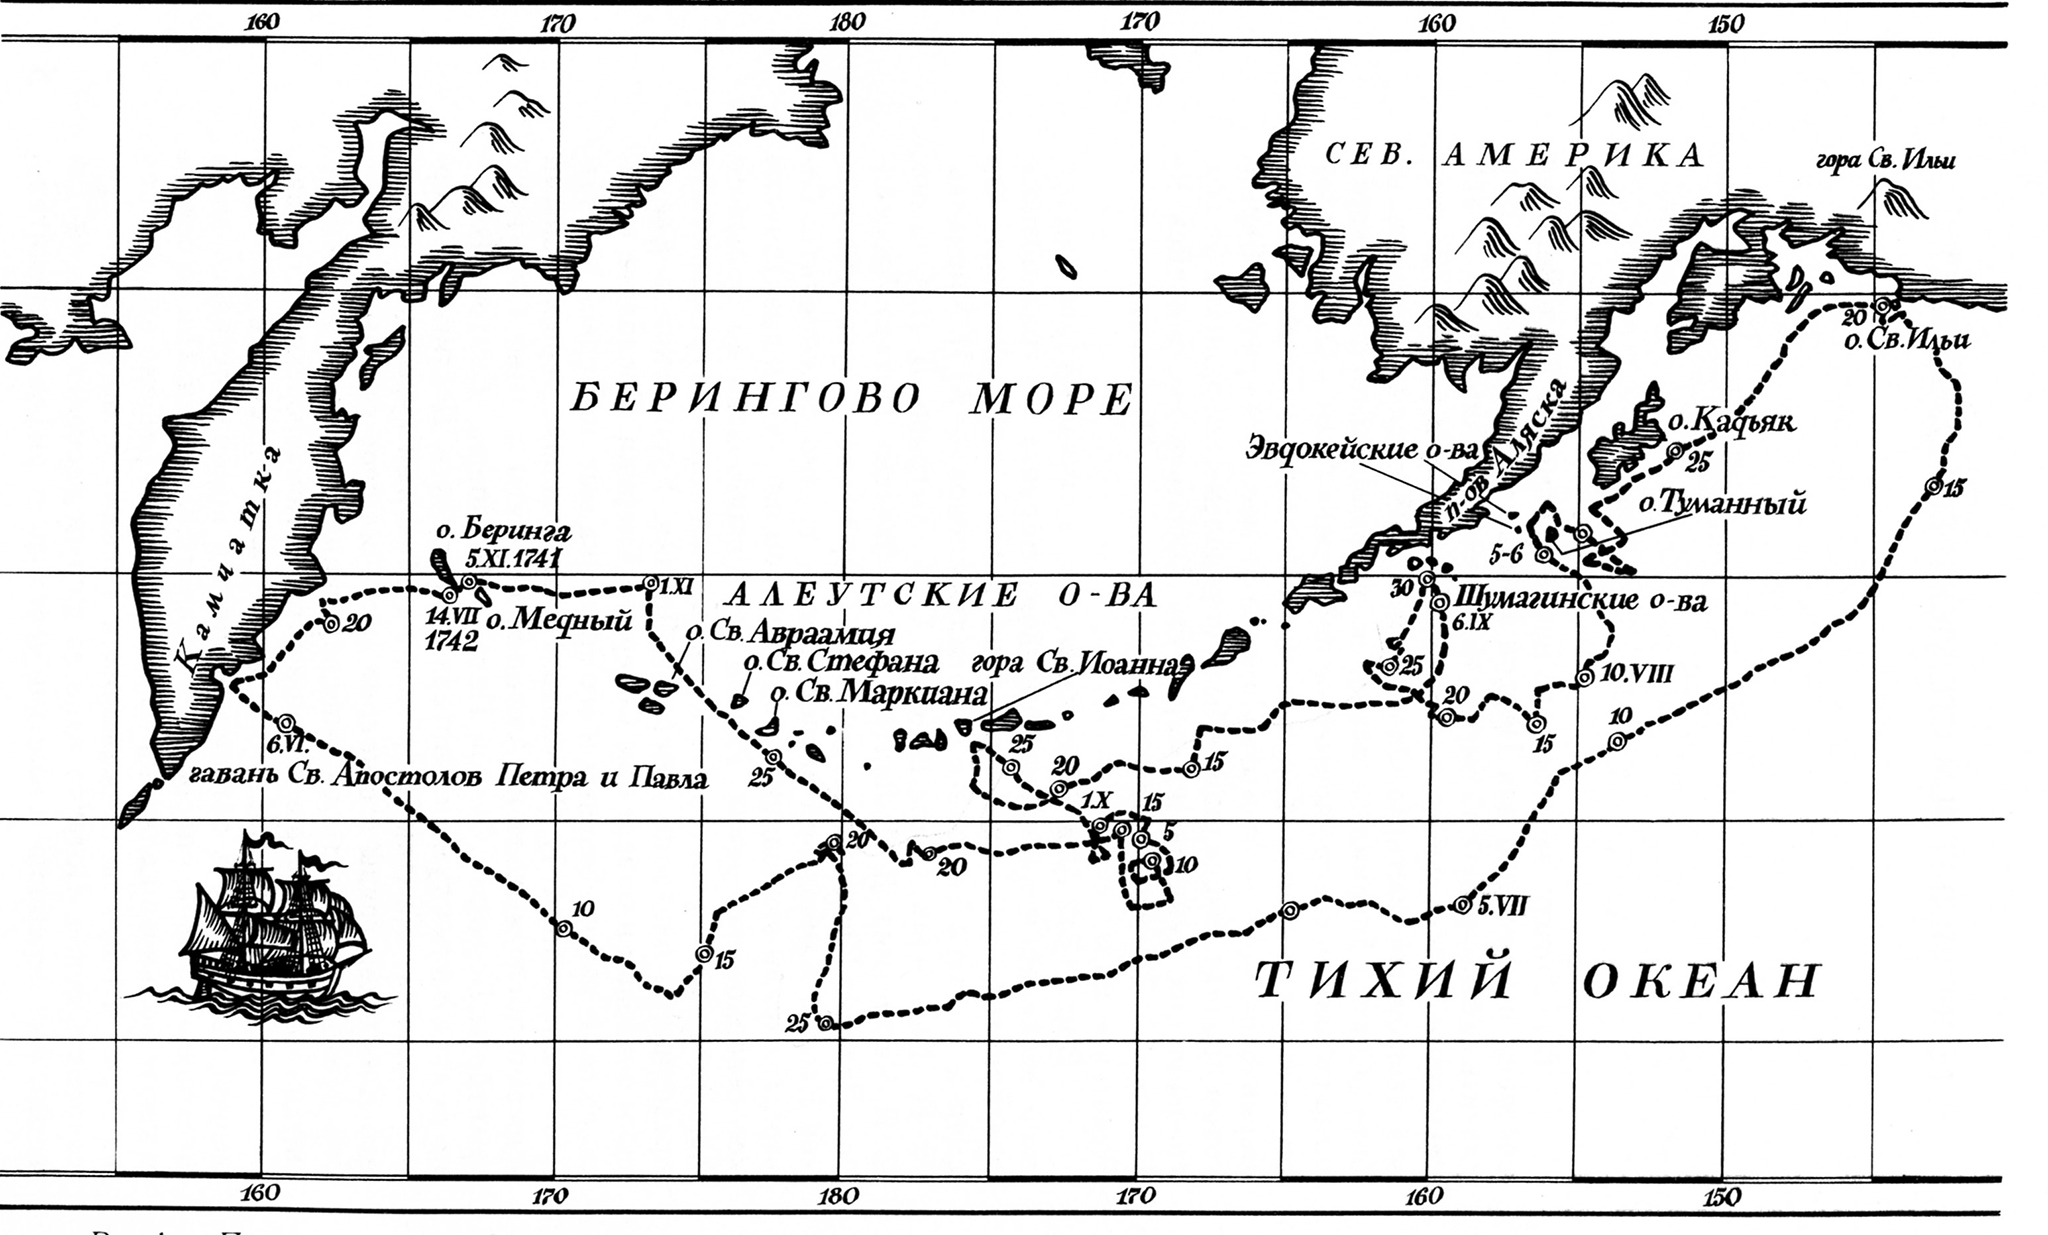 160 170 180 170 160 150
СЕВ. АМЕРИКА
гора Св. Ильи
20
о. Св. Ильи
БЕРИНГОВО МОРЕ
Камчатка
п-ов Аляска
о. Кадьяк
25
Эвдокейские о-ва
15
о. Туманный
5-6
о. Беринга
5.XI.1741
1.XI
АЛЕУТСКИЕ О-ВА
30
Шумагинские о-ва
6.IX
20
14.VII
1742
о. Медный
о. Св. Авраамия
о. Св. Стефана
гора Св. Иоанна
о. Св. Маркиана
25
10.VIII
20
15
10
6.VI.
гавань Св. Апостолов Петра и Павла
25
25
20
15
1.X
15
5
10
20
20
10
15
5.VII
25
ТИХИЙ ОКЕАН
160 170 180 170 160 150